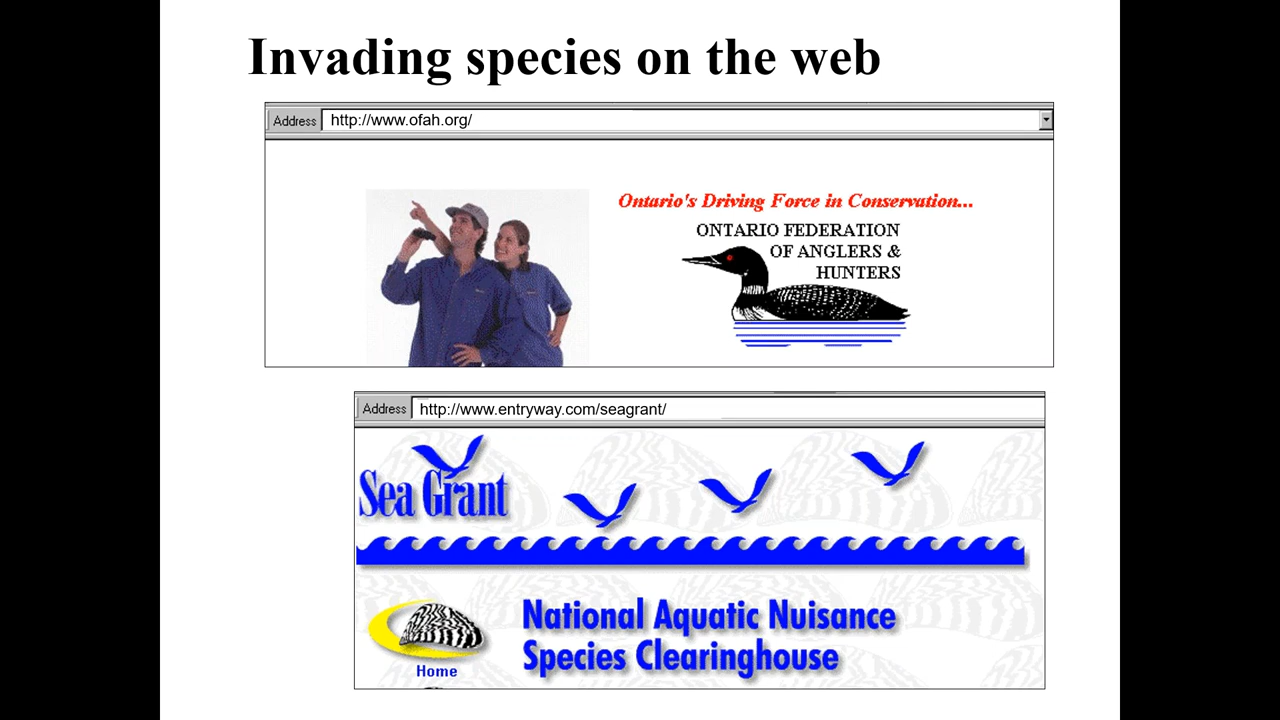 Invading species on the web
Address http://www.ofah.org/
Ontario's Driving Force in Conservation...
ONTARIO FEDERATION
OF ANGLERS &
HUNTERS
Address http://www.entryway.com/seagrant/
Sea Grant
National Aquatic Nuisance
Species Clearinghouse
Home